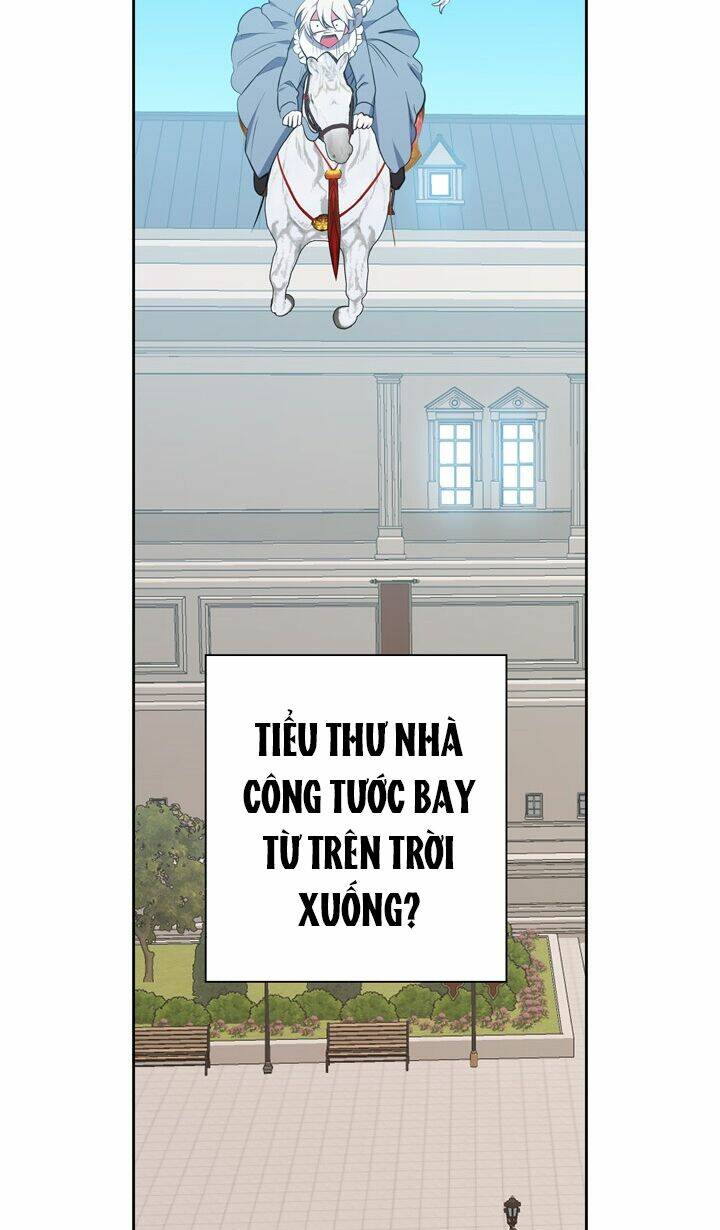 TIỂU THƯ NHÀ
CÔNG TƯỚC BAY
TỪ TRÊN TRỜI
XUỐNG?